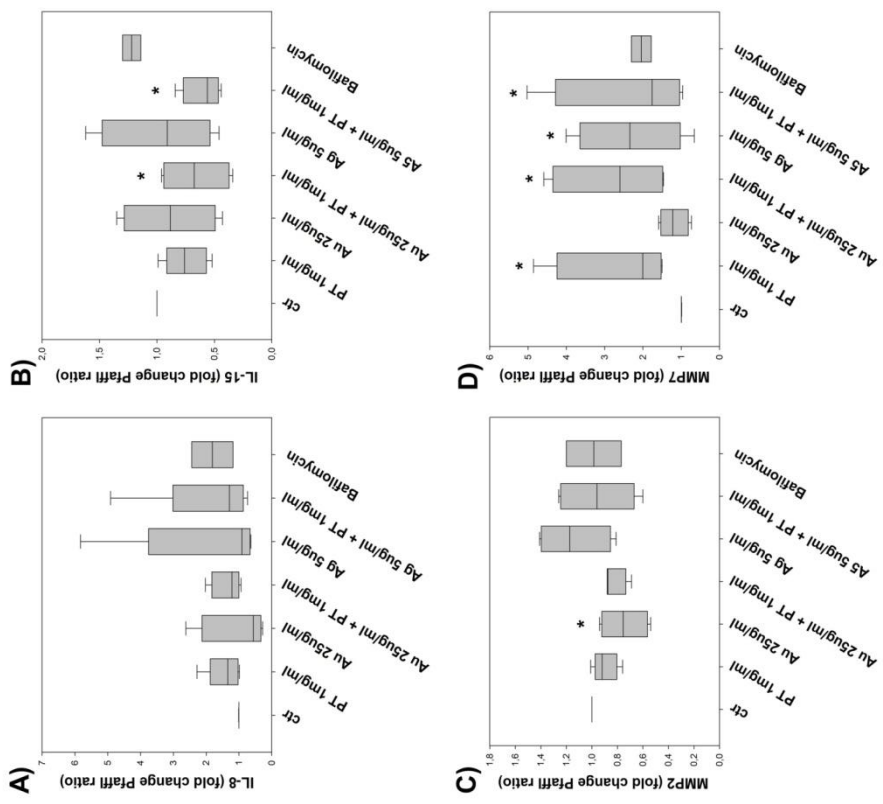 A)
IL-8 (fold change Pfaffl ratio)
7
6
5
4
3
2
1
0
ctr
PT 1mg/ml
Au 25ug/ml
Au 25ug/ml + PT 1mg/ml
Ag 5ug/ml
Ag 5ug/ml + PT 1mg/ml
Bafilomycin
B)
IL-15 (fold change Pfaffl ratio)
2,0
1,5
1,0
0,5
0,0
*
*
ctr
PT 1mg/ml
Au 25ug/ml
Au 25ug/ml + PT 1mg/ml
Ag 5ug/ml
A5 5ug/ml + PT 1mg/ml
Bafilomycin
C)
MMP2 (fold change Pfaffl ratio)
1.8
1.6
1.4
1.2
1.0
0.8
0.6
0.4
0.2
0.0
*
ctr
PT 1mg/ml
Au 25ug/ml
Au 25ug/ml + PT 1mg/ml
Ag 5ug/ml
A5 5ug/ml + PT 1mg/ml
Bafilomycin
D)
MMP7 (fold change Pfaffl ratio)
6
5
4
3
2
1
0
*
*
*
*
ctr
PT 1mg/ml
Au 25ug/ml
Au 25ug/ml + PT 1mg/ml
Ag 5ug/ml
A5 5ug/ml + PT 1mg/ml
Bafilomycin